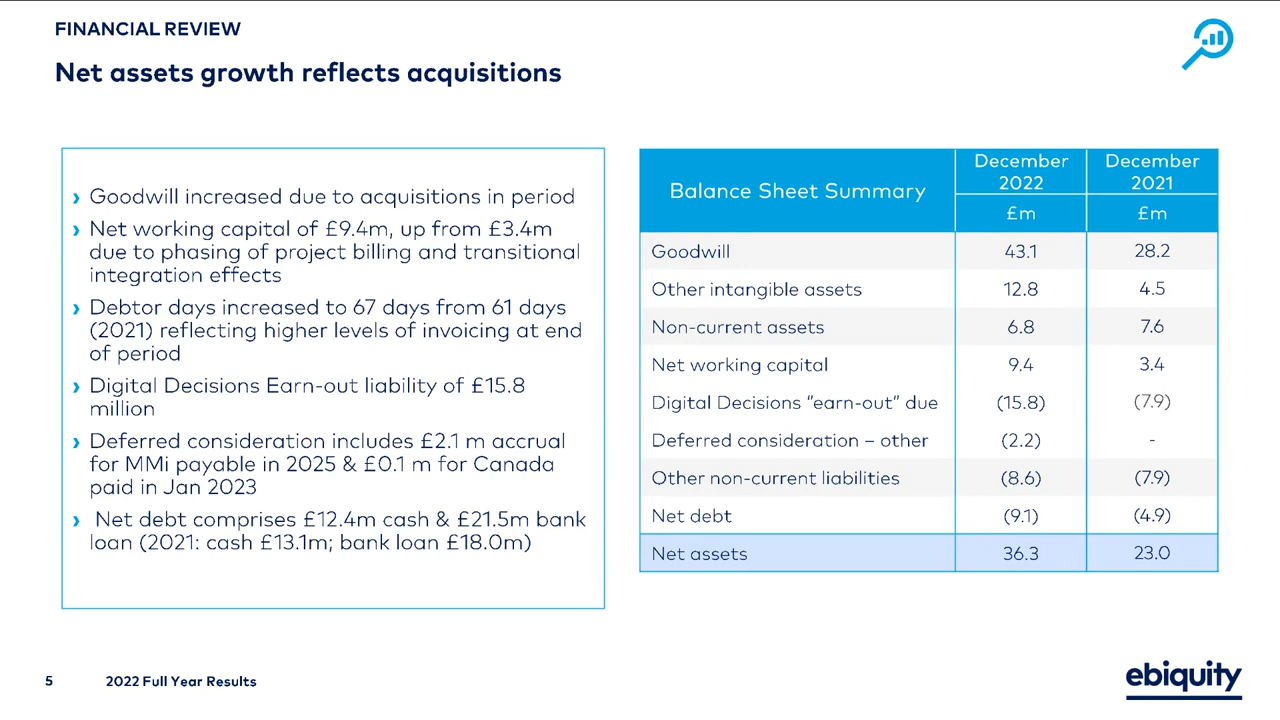 FINANCIAL REVIEW
Net assets growth reflects acquisitions
› Goodwill increased due to acquisitions in period
› Net working capital of £9.4m, up from £3.4m
due to phasing of project billing and transitional
integration effects
› Debtor days increased to 67 days from 61 days
(2021) reflecting higher levels of invoicing at end
of period
› Digital Decisions Earn-out liability of £15.8
million
› Deferred consideration includes £2.1 m accrual
for MMi payable in 2025 & £0.1 m for Canada
paid in Jan 2023
› Net debt comprises £12.4m cash & £21.5m bank
loan (2021: cash £13.1m; bank loan £18.0m)
Balance Sheet Summary
December
2022
December
2021
£m £m
Goodwill 43.1 28.2
Other intangible assets 12.8 4.5
Non-current assets 6.8 7.6
Net working capital 9.4 3.4
Digital Decisions "earn-out" due (15.8) (7.9)
Deferred consideration – other (2.2) -
Other non-current liabilities (8.6) (7.9)
Net debt (9.1) (4.9)
Net assets 36.3 23.0
5 2022 Full Year Results
ebiquity